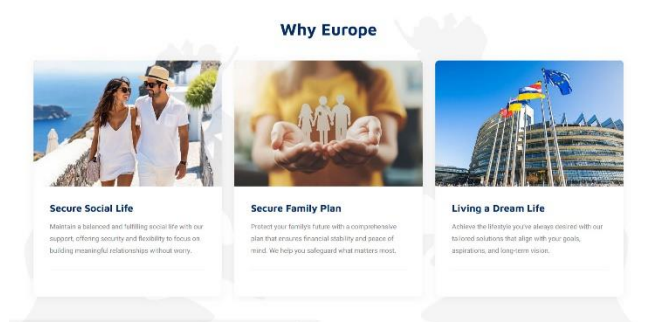 Why Europe
Secure Social Life
Maintain a balanced and fulfilling social life with our
support, offering security and flexibility to focus on
building meaningful relationships without worry.
Secure Family Plan
Protect your family's future with a comprehensive
plan that ensures financial stability and peace of
mind. We help you safeguard what matters most.
Living a Dream Life
Achieve the lifestyle you've always desired with our
tailored solutions that align with your goals,
aspirations, and long-term vision.